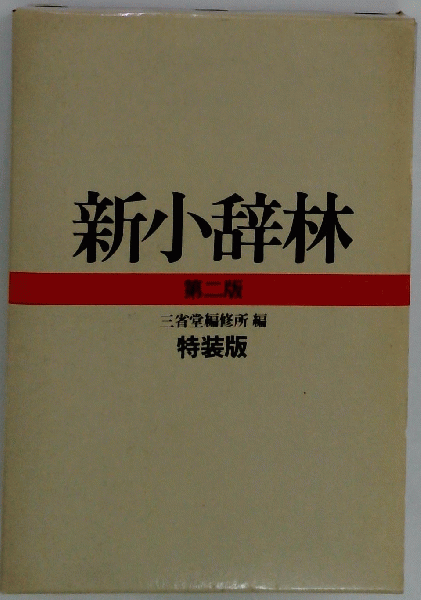 新小辞林
第二版
三省堂編修所 編
特装版